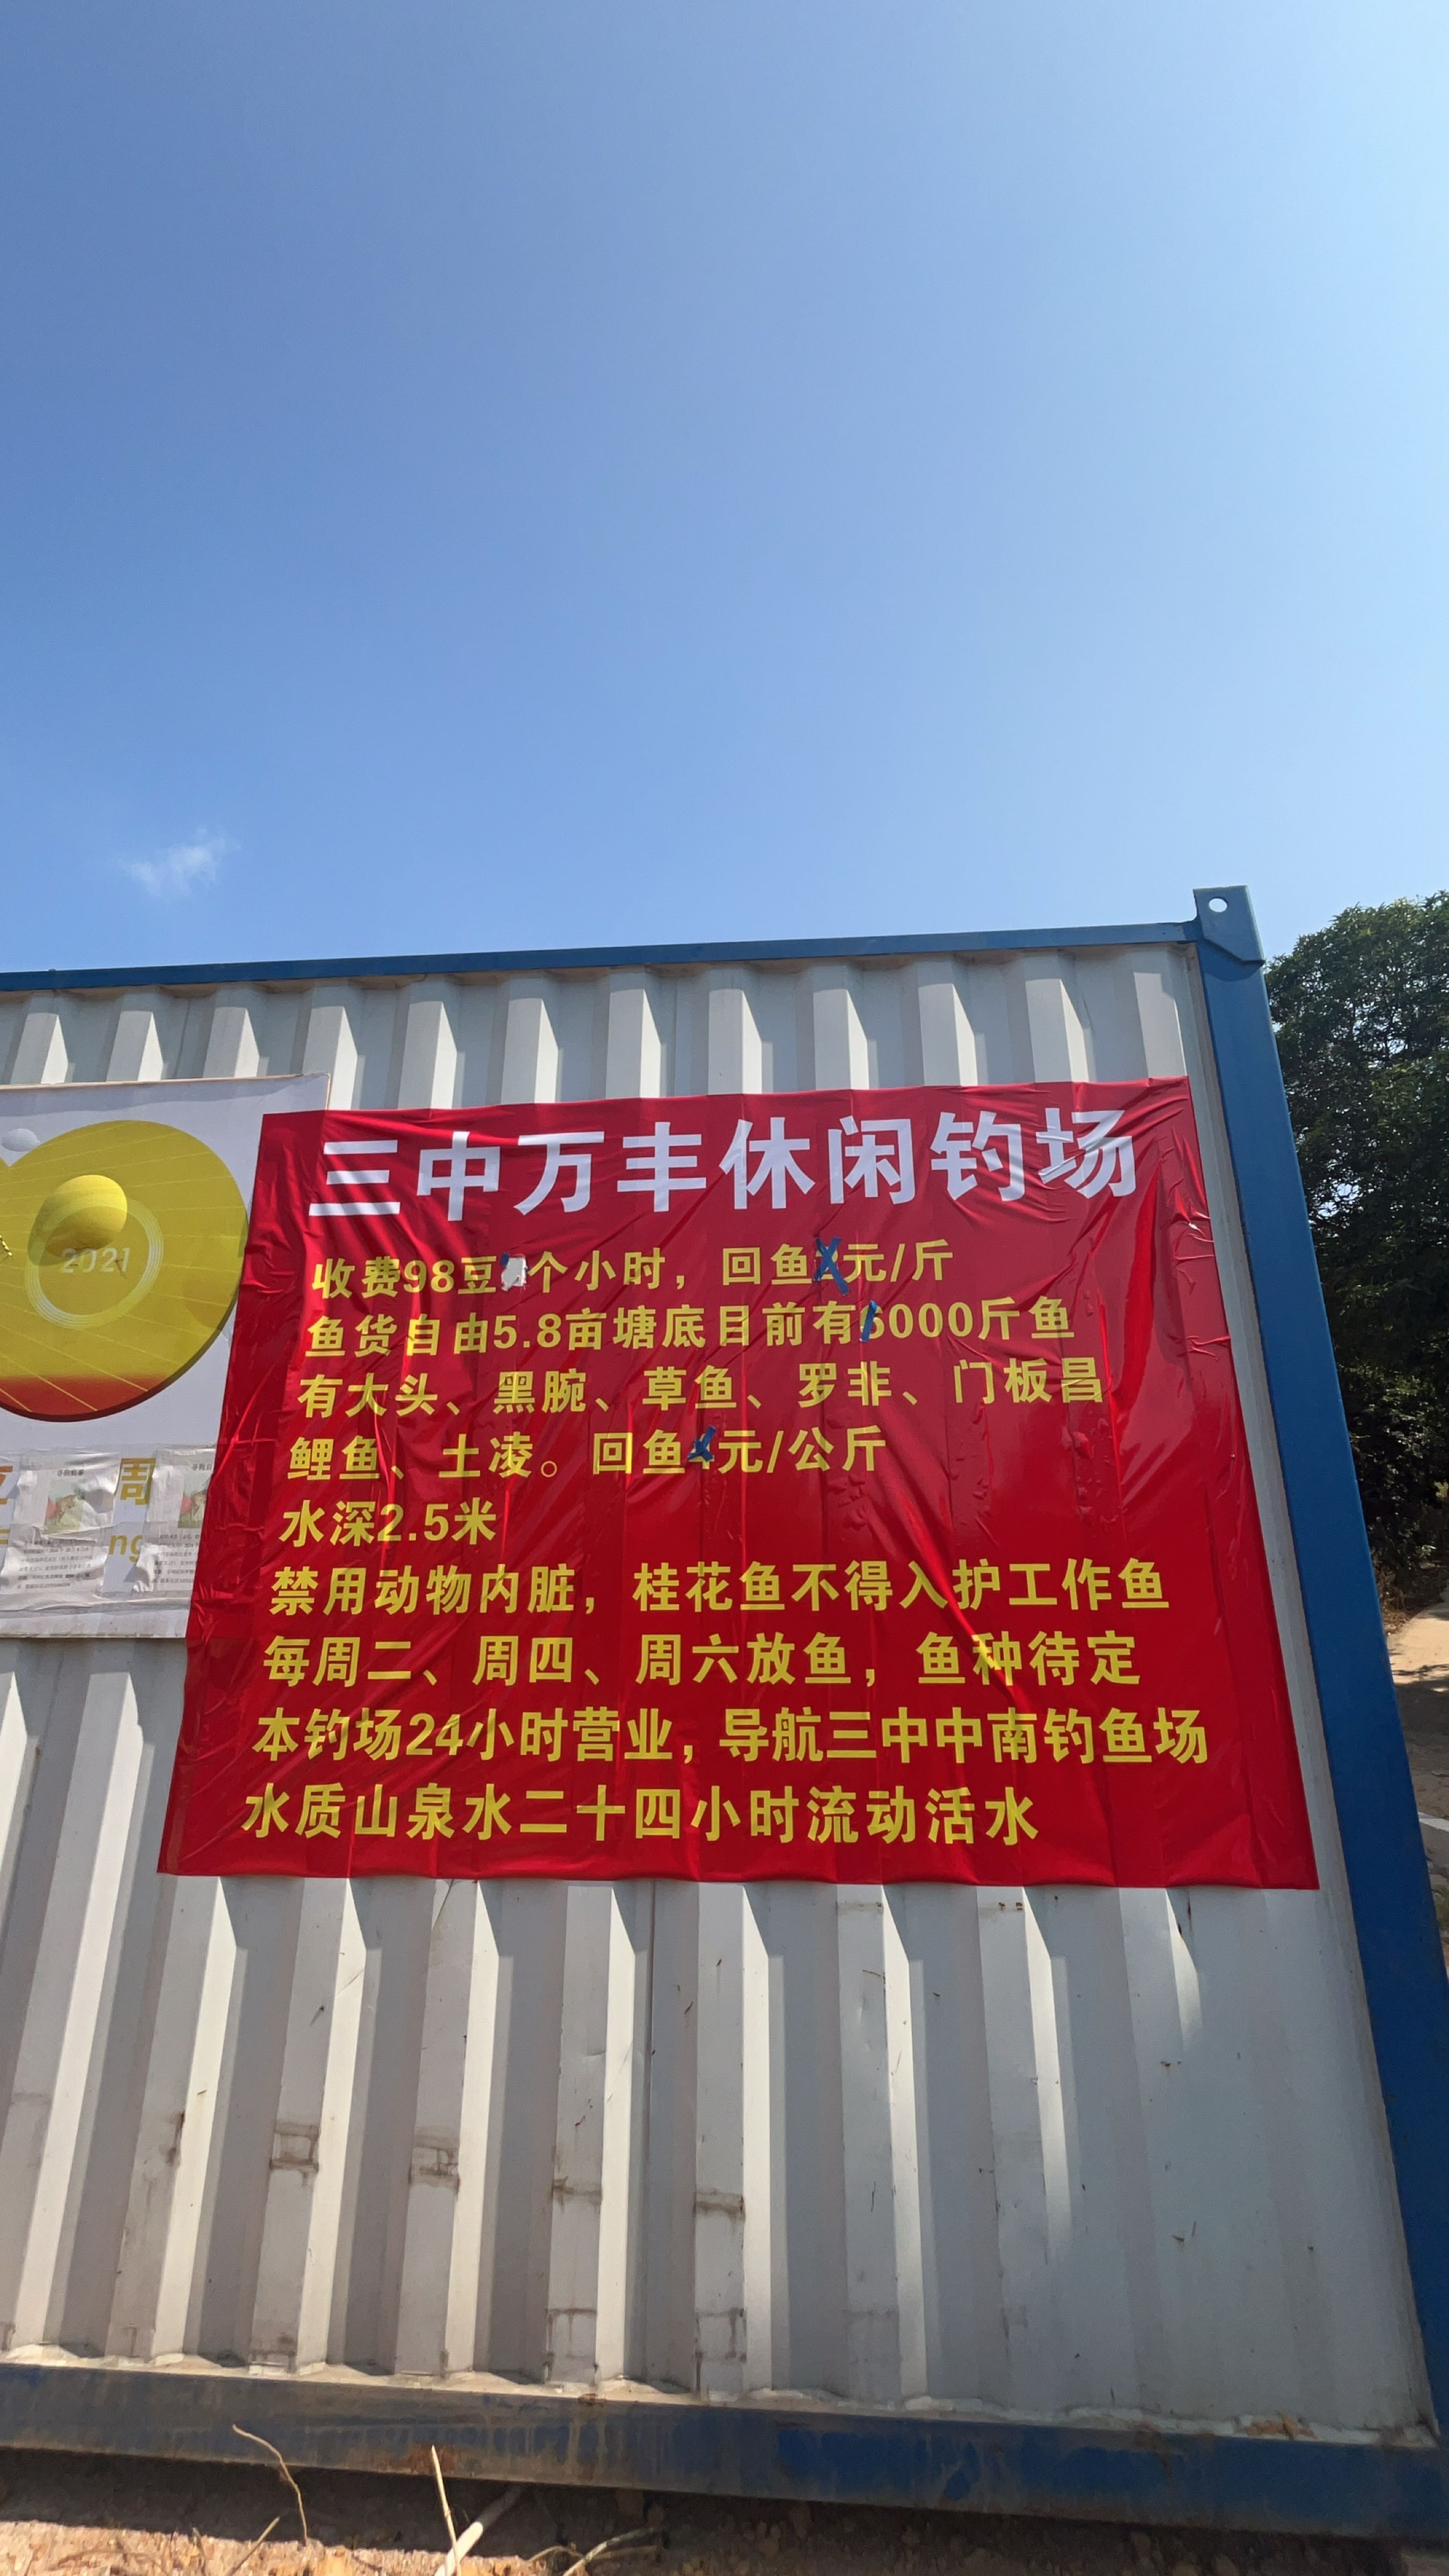 三中万丰休闲钓场
收费98豆 个小时，回鱼 元/斤
鱼货自由5.8亩塘底目前有6000斤鱼
有大头、黑腕、草鱼、罗非、门板昌
鲤鱼、土凌。回鱼 元/公斤
水深2.5米
禁用动物内脏，桂花鱼不得入护工作鱼
每周二、周四、周六放鱼，鱼种待定
本钓场24小时营业，导航三中中南钓鱼场
水质山泉水二十四小时流动活水
2021
周
ng